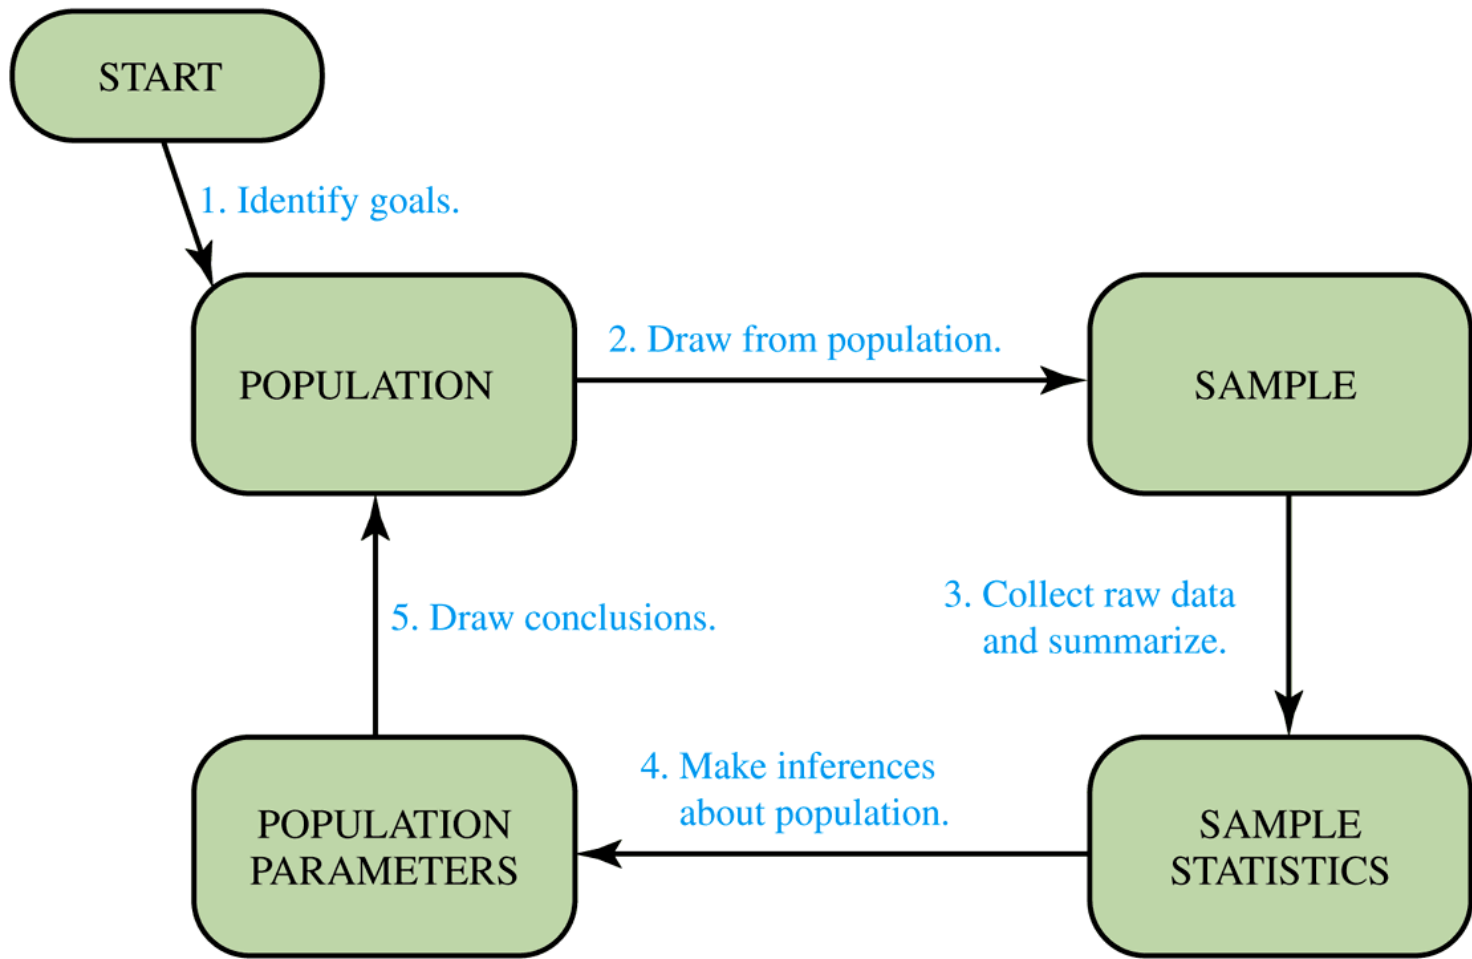 START
1. Identify goals.
2. Draw from population.
POPULATION
SAMPLE
3. Collect raw data
and summarize.
5. Draw conclusions.
4. Make inferences
about population.
POPULATION
PARAMETERS
SAMPLE
STATISTICS